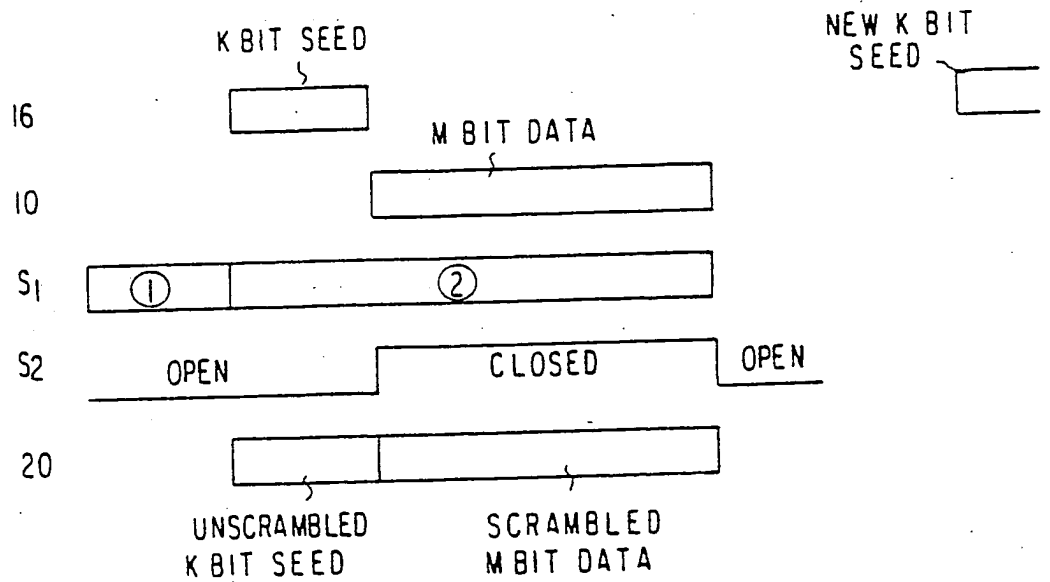 K BIT SEED
NEW K BIT
SEED
16
M BIT DATA
10
S1
1
2
S2
OPEN
CLOSED
OPEN
20
UNSCRAMBLED
K BIT SEED
SCRAMBLED
M BIT DATA